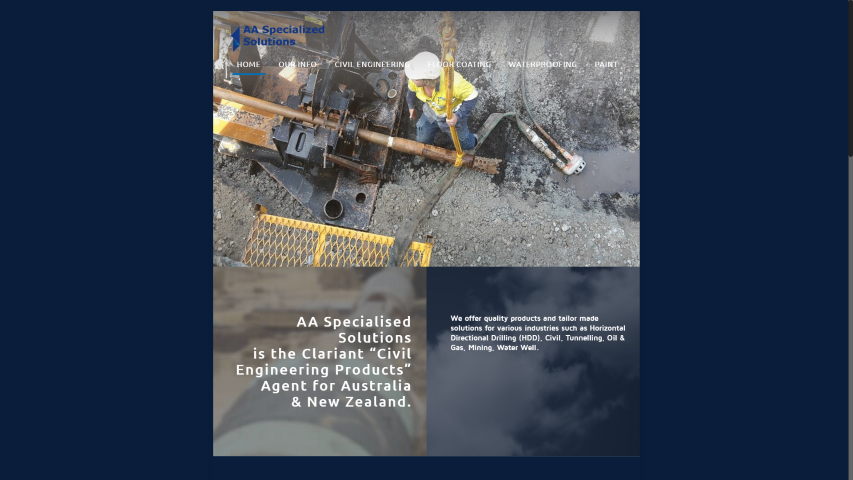 AA Specialized
Solutions
HOME OUR INFO CIVIL ENGINEERING FLOOR COATING WATERPROOFING PAINT
AA Specialised
Solutions
is the Clariant “Civil
Engineering Products”
Agent for Australia
& New Zealand.
We offer quality products and tailor made
solutions for various industries such as Horizontal
Directional Drilling (HDD), Civil, Tunnelling, Oil &
Gas, Mining, Water Well.